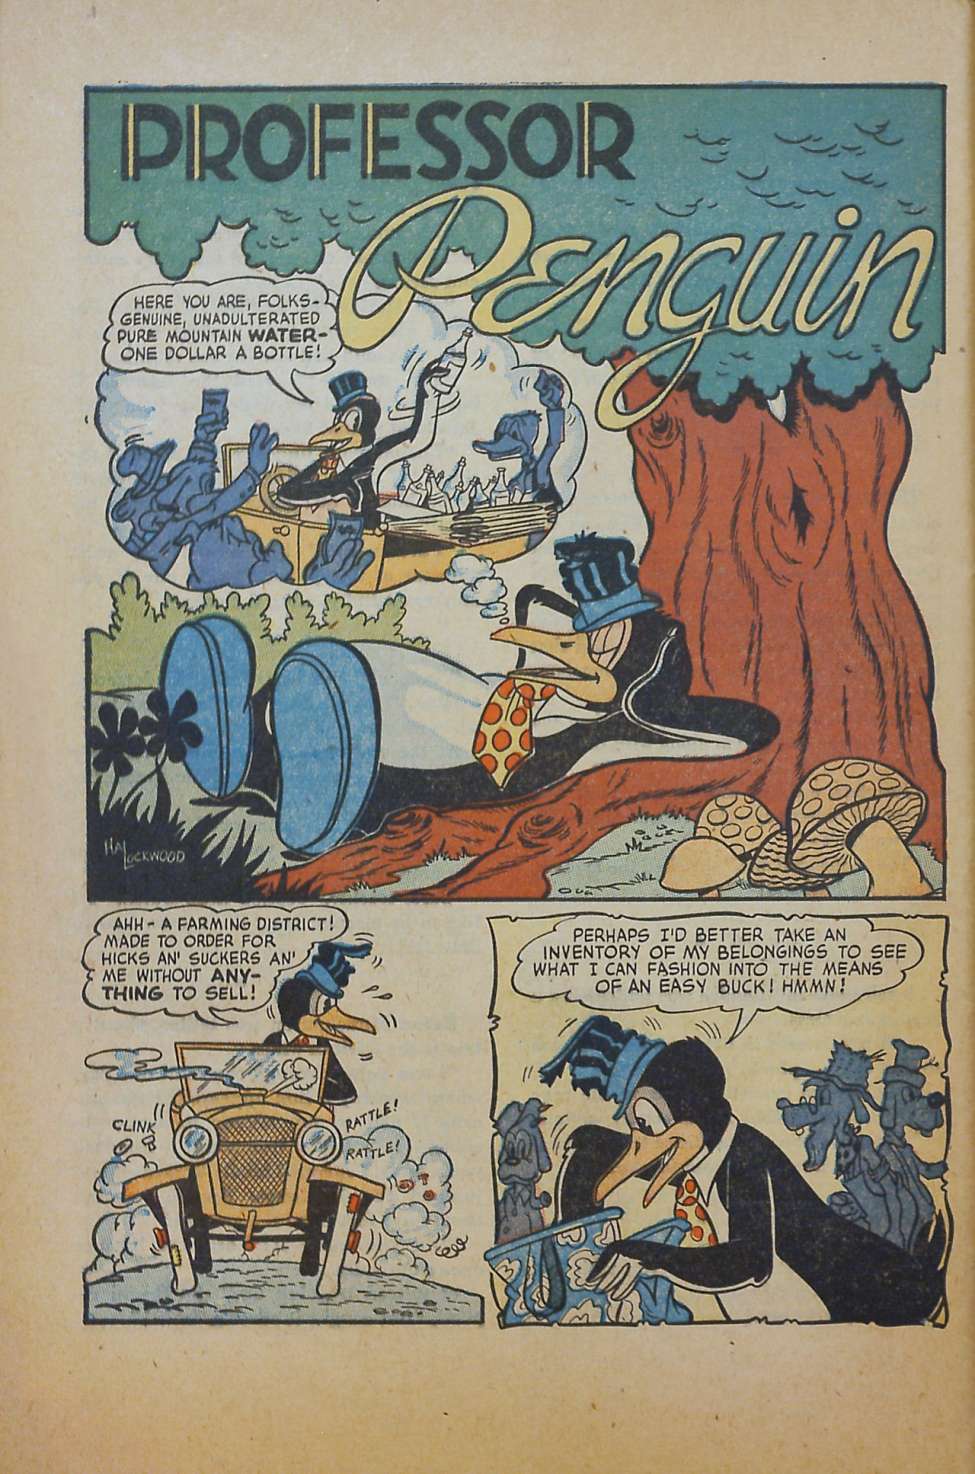 PROFESSOR
Penguin
HERE YOU ARE, FOLKS-
GENUINE, UNADULTERATED
PURE MOUNTAIN WATER-
ONE DOLLAR A BOTTLE!
HAL LOCKWOOD
AHH- A FARMING DISTRICT!
MADE TO ORDER FOR
HICKS AN' SUCKERS AN'
ME WITHOUT ANY-
THING TO SELL!
CLINK!!
RATTLE!
RATTLE!
PERHAPS I'D BETTER TAKE AN
INVENTORY OF MY BELONGINGS TO SEE
WHAT I CAN FASHION INTO THE MEANS
OF AN EASY BUCK! HMMN!